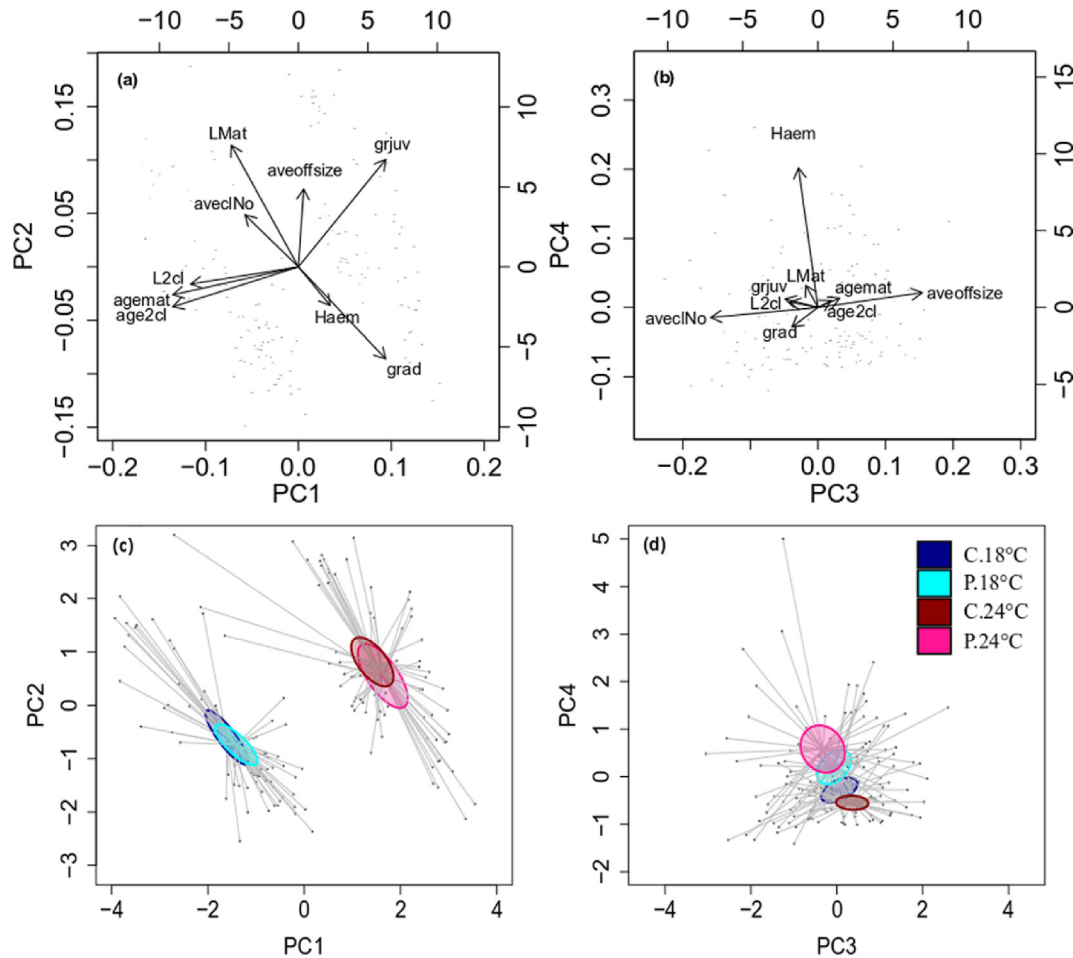 −10 −5 0 5 10
(a)
0.15
0.05
−0.05
−0.15
PC2
LMat
grjuv
aveoffsize
aveclNo
L2cl
agemat
age2cl
Haem
grad
10
5
0
−5
−10
−0.2 −0.1 0.0 0.1 0.2
PC1
−10 −5 0 5 10
(b)
0.3
0.2
0.1
0.0
−0.1
PC4
Haem
LMat
grjuv
agemat
L2cl
aveoffsize
aveclNo
age2cl
grad
15
10
5
0
−5
−0.2 0.0 0.1 0.2 0.3
PC3
(c)
3
2
1
0
−1
−2
−3
PC2
−4 −2 0 2 4
PC1
(d)
5
4
3
2
1
0
−1
−2
PC4
C.18°C
P.18°C
C.24°C
P.24°C
−4 −2 0 2 4
PC3